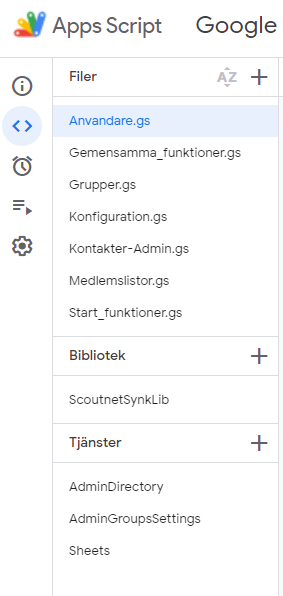 Apps Script Google
Filer AZ
Anvandare.gs
Gemensamma_funktioner.gs
Grupper.gs
Konfiguration.gs
Kontakter-Admin.gs
Medlemslistor.gs
Start_funktioner.gs
Bibliotek
ScoutnetSynkLib
Tjänster
AdminDirectory
AdminGroupsSettings
Sheets